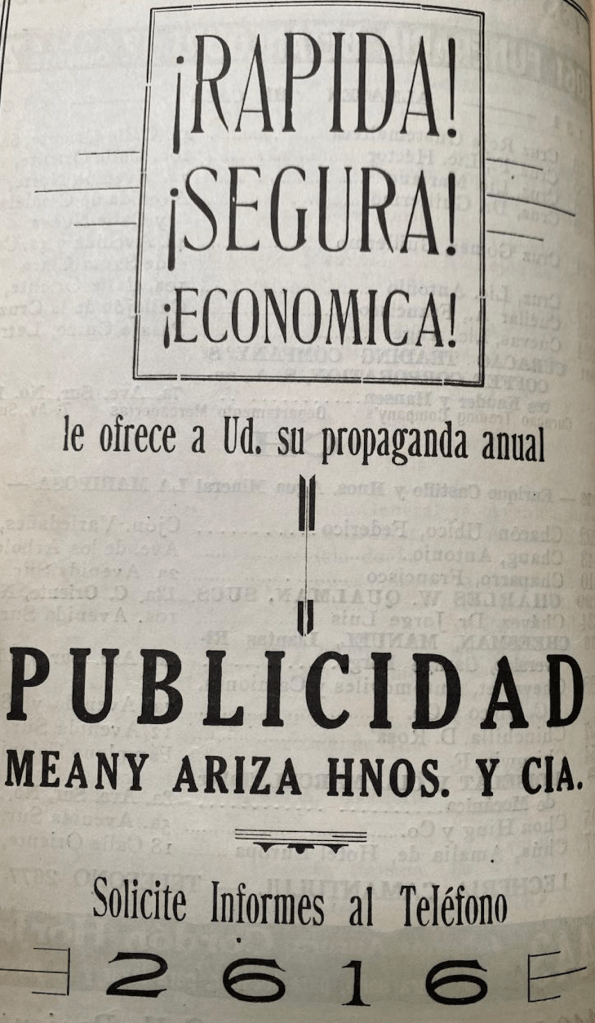 ¡RAPIDA!
¡SEGURA!
¡ECONOMICA!
le ofrece a Ud. su propaganda anual
PUBLICIDAD
MEANY ARIZA HNOS. Y CIA.
Solicite Informes al Teléfono
2616